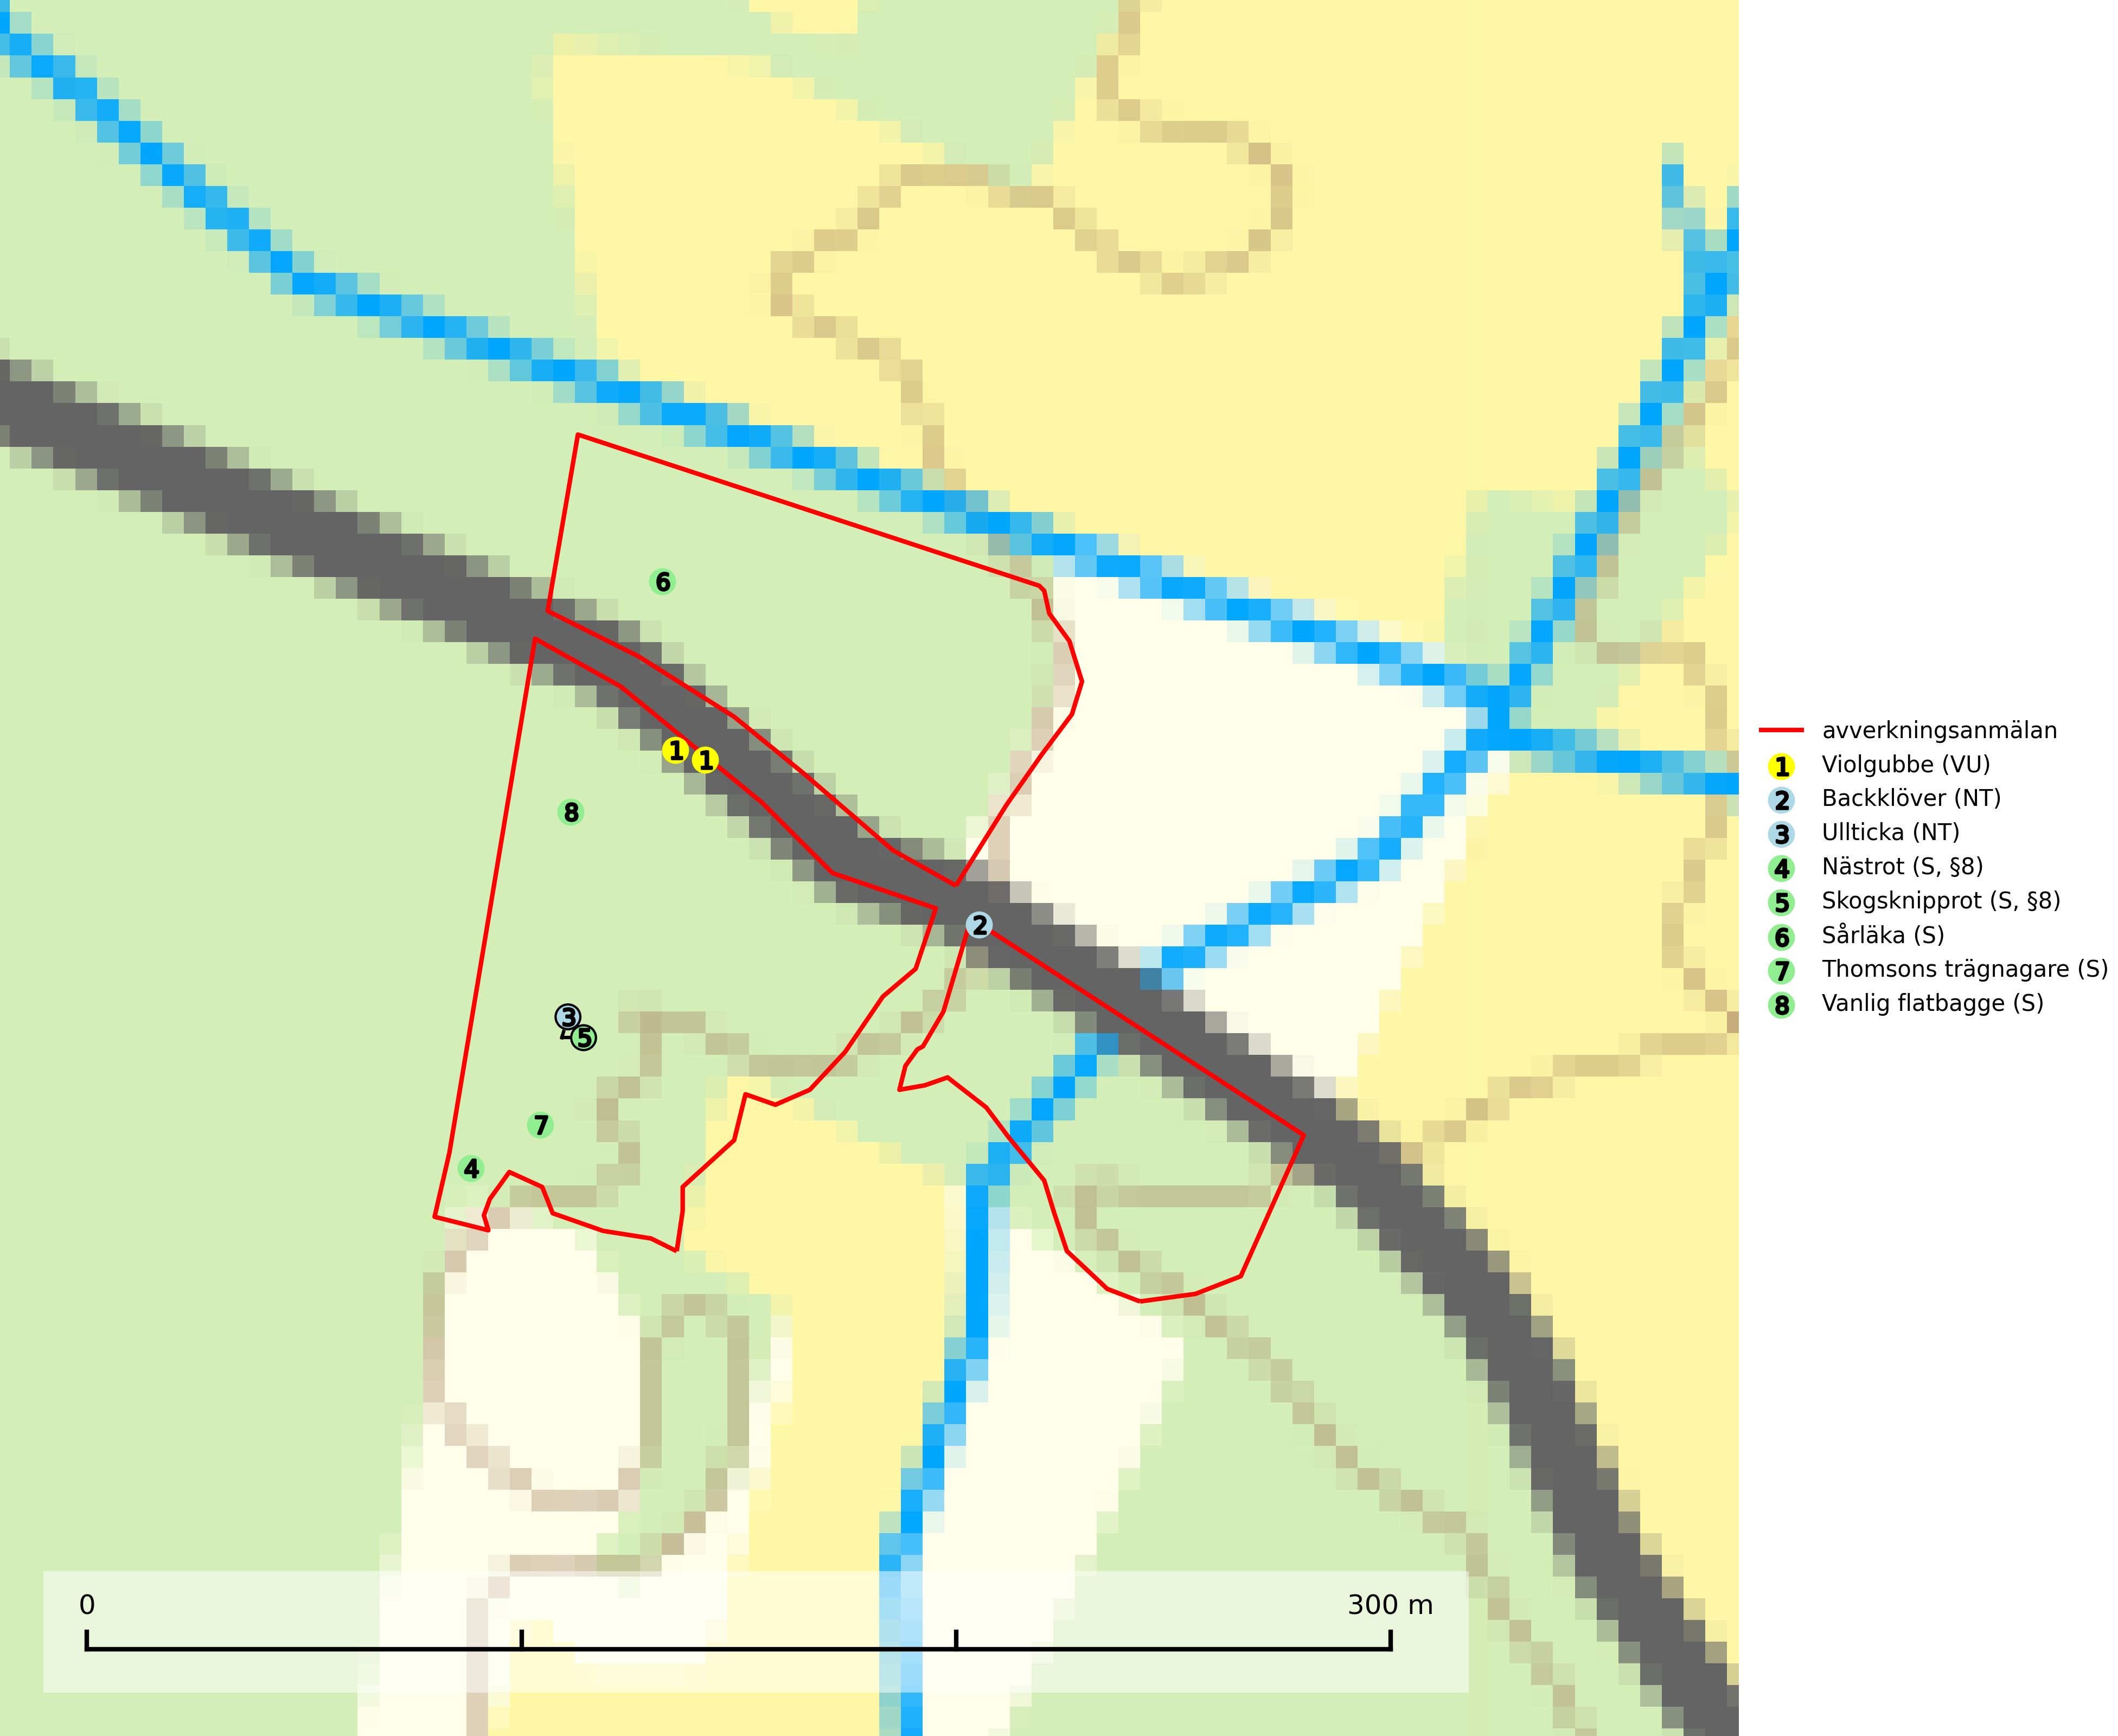 6
1 1
8
2
3
5
7
4
avverkningsanmälan
1 Violgubbe (VU)
2 Backklöver (NT)
3 Ullticka (NT)
4 Nästrot (S, §8)
5 Skogsknipprot (S, §8)
6 Sårläka (S)
7 Thomsons trägnagare (S)
8 Vanlig flatbagge (S)
0 300 m